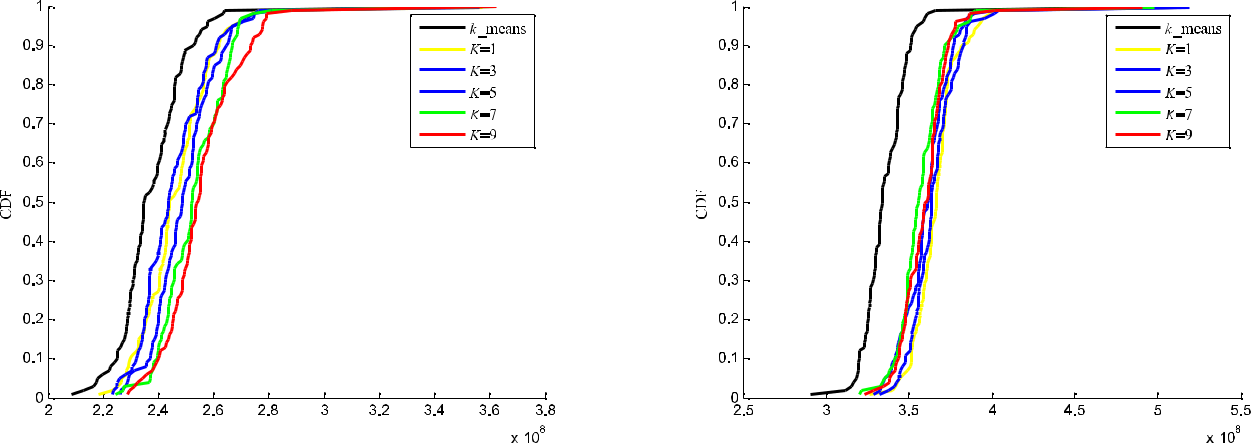 1
0.9
0.8
0.7
0.6
0.5
0.4
0.3
0.2
0.1
0
CDF
2
2.2
2.4
2.6
2.8
3
3.2
3.4
3.6
3.8
x 10^8
k_means
K=1
K=3
K=5
K=7
K=9
1
0.9
0.8
0.7
0.6
0.5
0.4
0.3
0.2
0.1
0
CDF
2.5
3
3.5
4
4.5
5
5.5
x 10^8
k_means
K=1
K=3
K=5
K=7
K=9